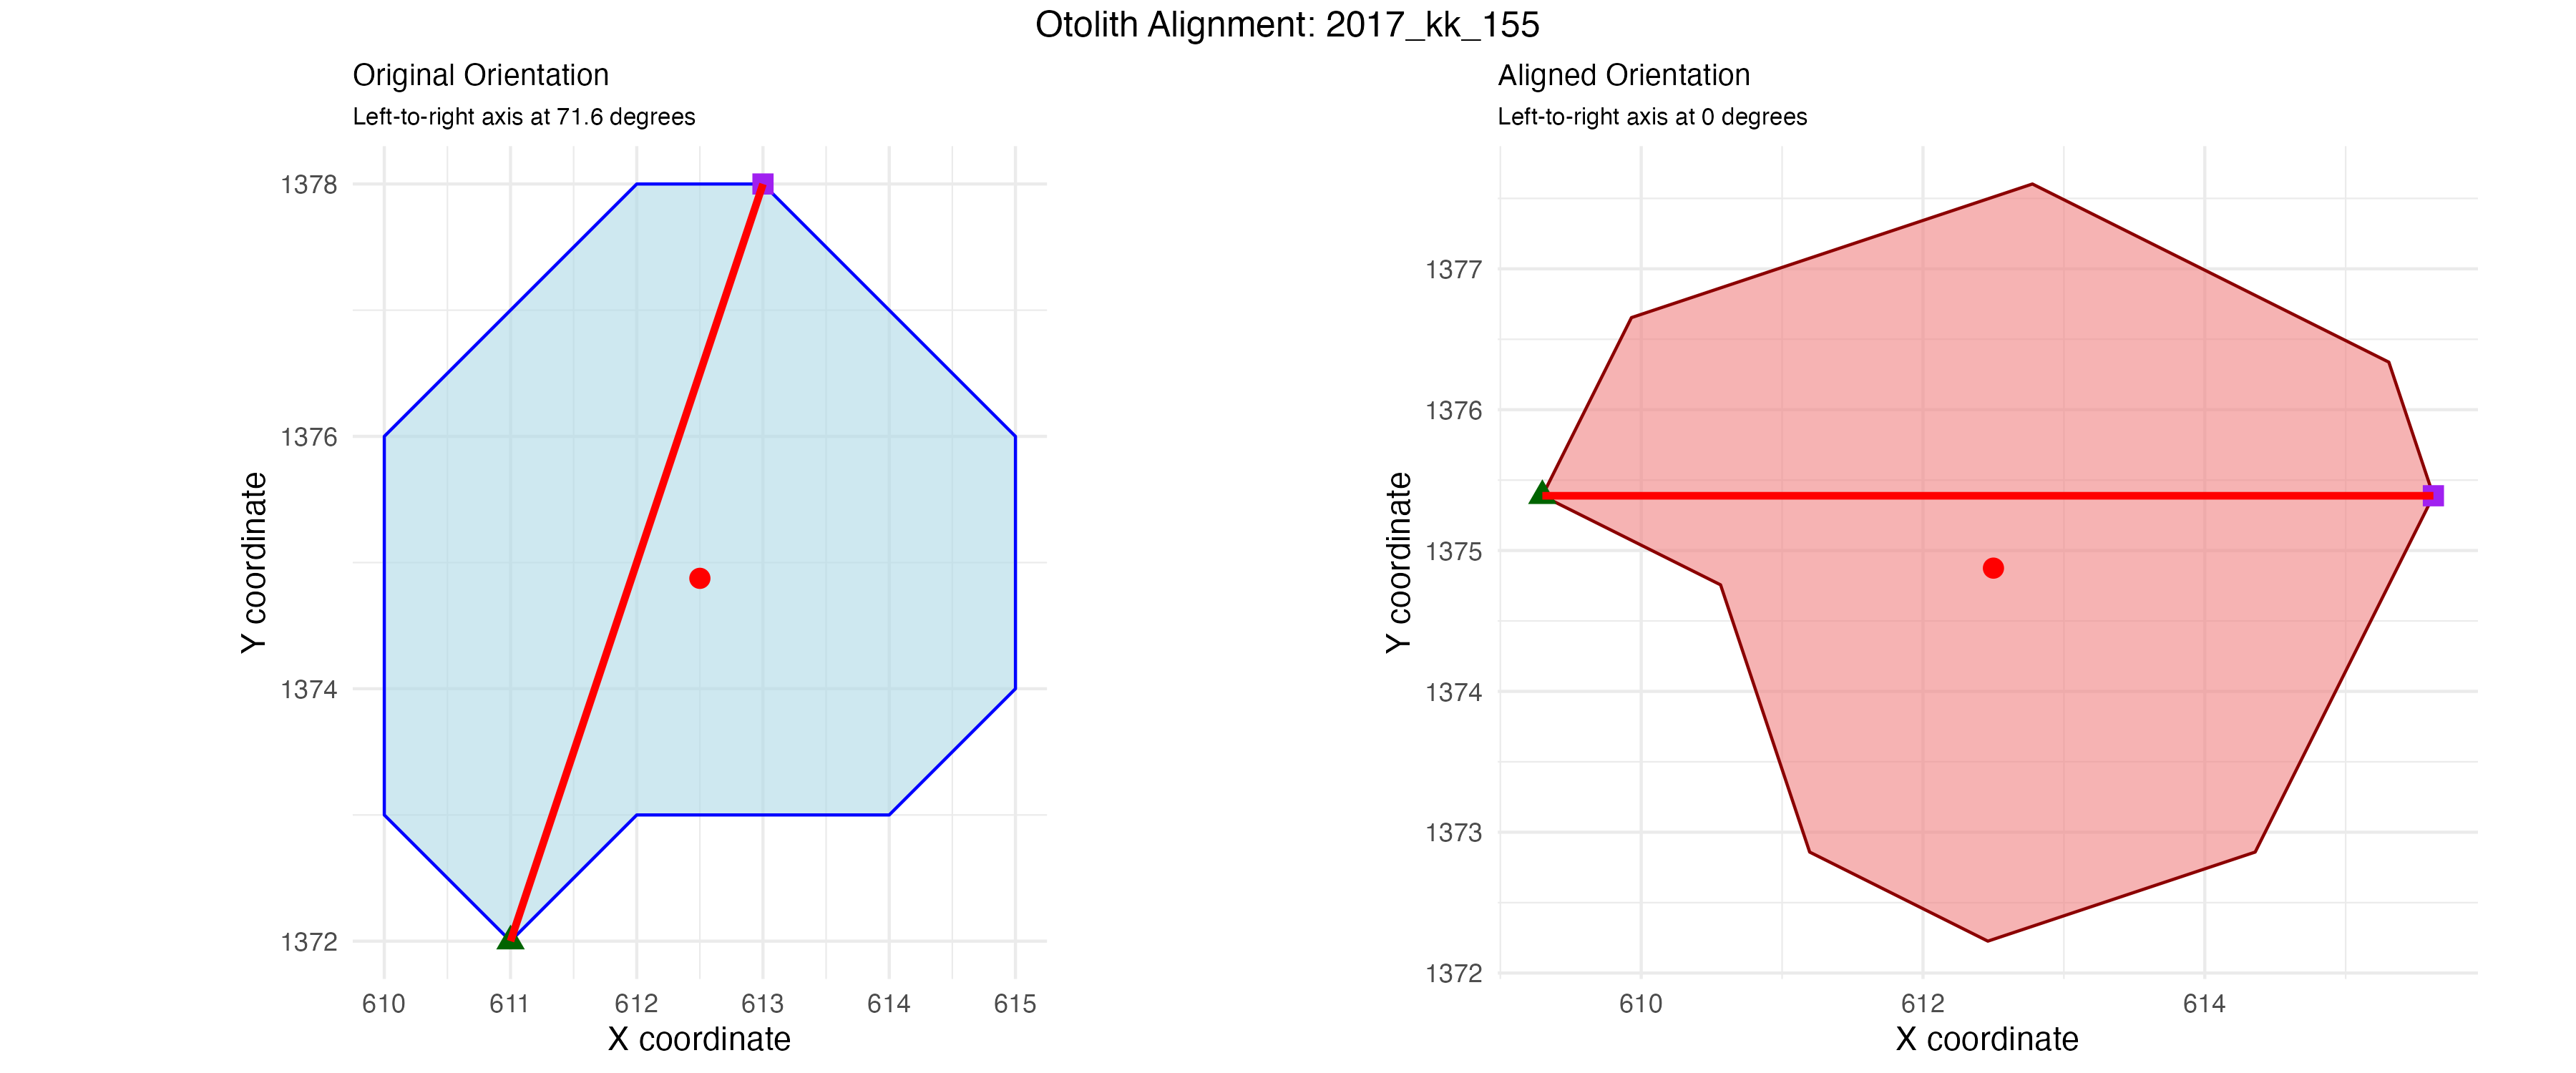 Otolith Alignment: 2017_kk_155
Original Orientation
Left-to-right axis at 71.6 degrees
1378
1376
1374
1372
Y coordinate
610 611 612 613 614 615
X coordinate
Aligned Orientation
Left-to-right axis at 0 degrees
1377
1376
1375
1374
1373
1372
Y coordinate
610 612 614
X coordinate